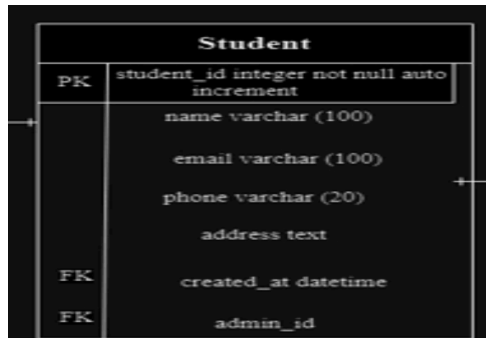 Student
PK student_id integer not null auto
increment
name varchar (100)
email varchar (100)
phone varchar (20)
address text
FK created_at datetime
FK admin_id